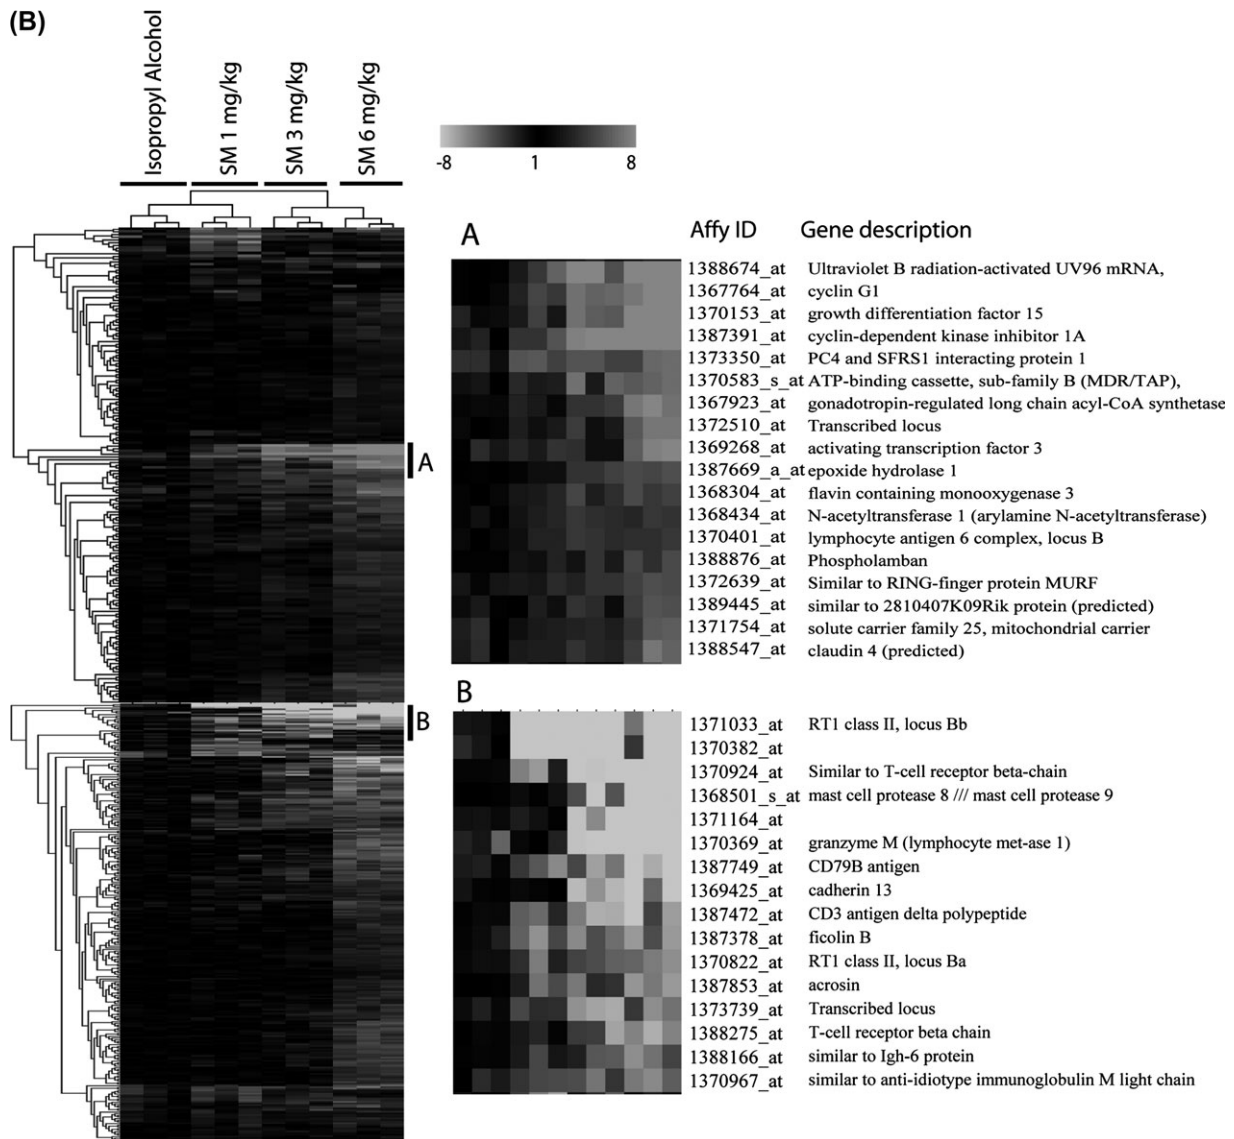 (B)
Isopropyl Alcohol
SM 1 mg/kg
SM 3 mg/kg
SM 6 mg/kg
-8 1 8
A
B
A Affy ID Gene description
1388674_at Ultraviolet B radiation-activated UV96 mRNA,
1367764_at cyclin G1
1370153_at growth differentiation factor 15
1387391_at cyclin-dependent kinase inhibitor 1A
1373350_at PC4 and SFRS1 interacting protein 1
1370583_s_at ATP-binding cassette, sub-family B (MDR/TAP),
1367923_at gonadotropin-regulated long chain acyl-CoA synthetase
1372510_at Transcribed locus
1369268_at activating transcription factor 3
1387669_a_at epoxide hydrolase 1
1368304_at flavin containing monooxygenase 3
1368434_at N-acetyltransferase 1 (arylamine N-acetyltransferase)
1370401_at lymphocyte antigen 6 complex, locus B
1388876_at Phospholamban
1372639_at Similar to RING-finger protein MURF
1389445_at similar to 2810407K09Rik protein (predicted)
1371754_at solute carrier family 25, mitochondrial carrier
1388547_at claudin 4 (predicted)
B
1371033_at RT1 class II, locus Bb
1370382_at
1370924_at Similar to T-cell receptor beta-chain
1368501_s_at mast cell protease 8 /// mast cell protease 9
1371164_at
1370369_at granzyme M (lymphocyte met-ase 1)
1387749_at CD79B antigen
1369425_at cadherin 13
1387472_at CD3 antigen delta polypeptide
1387378_at ficolin B
1370822_at RT1 class II, locus Ba
1387853_at acrosin
1373739_at Transcribed locus
1388275_at T-cell receptor beta chain
1388166_at similar to Igh-6 protein
1370967_at similar to anti-idiotype immunoglobulin M light chain